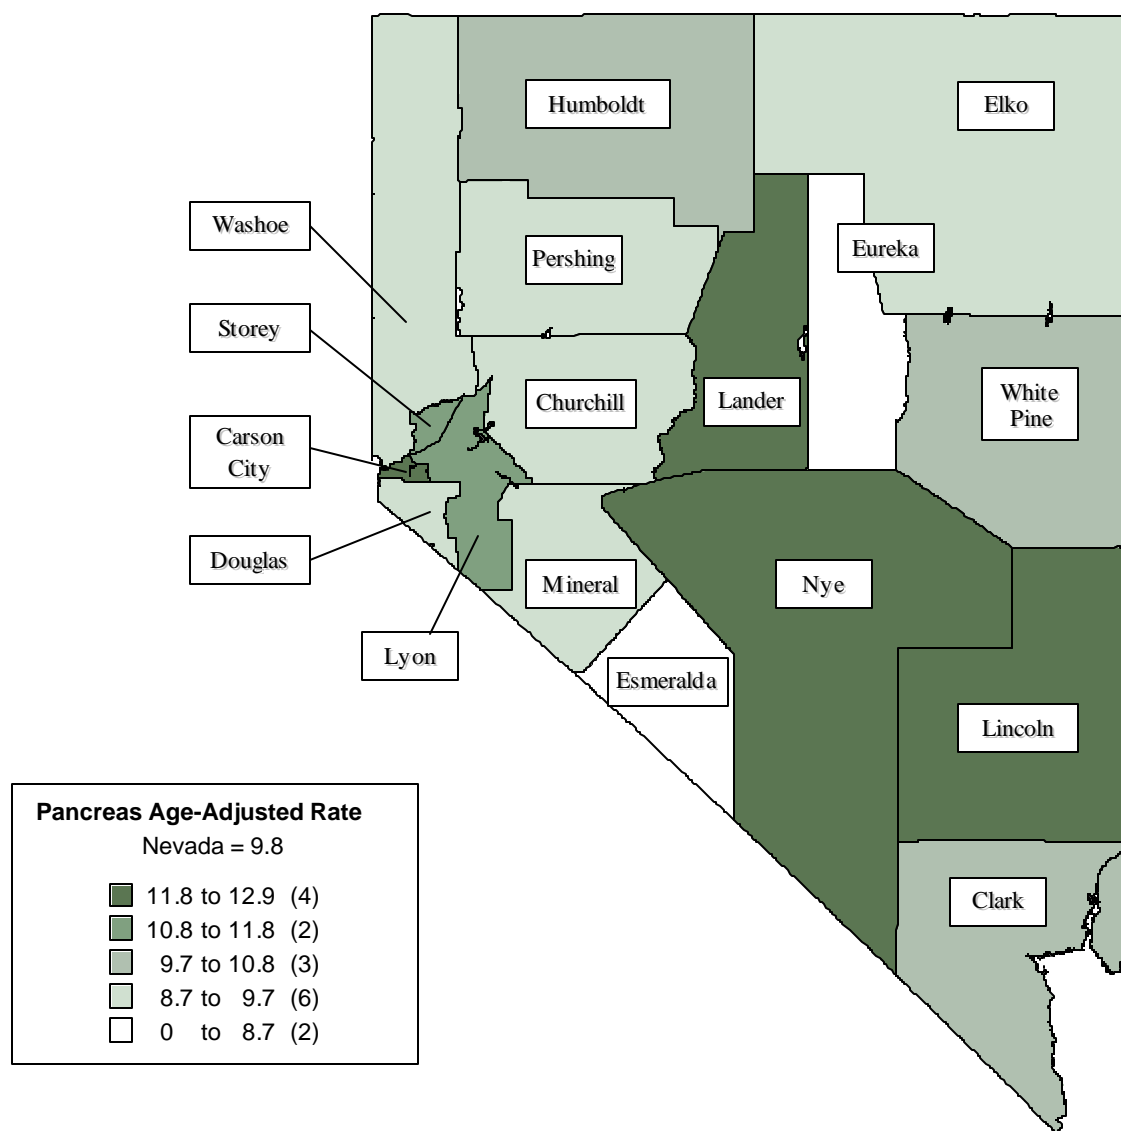 Humboldt
Elko
Washoe
Eureka
Pershing
Storey
White
Pine
Churchill
Lander
Carson
City
Douglas
Mineral
Nye
Lyon
Esmeralda
Lincoln
Clark
Pancreas Age-Adjusted Rate
Nevada = 9.8
11.8 to 12.9 (4)
10.8 to 11.8 (2)
9.7 to 10.8 (3)
8.7 to 9.7 (6)
0 to 8.7 (2)